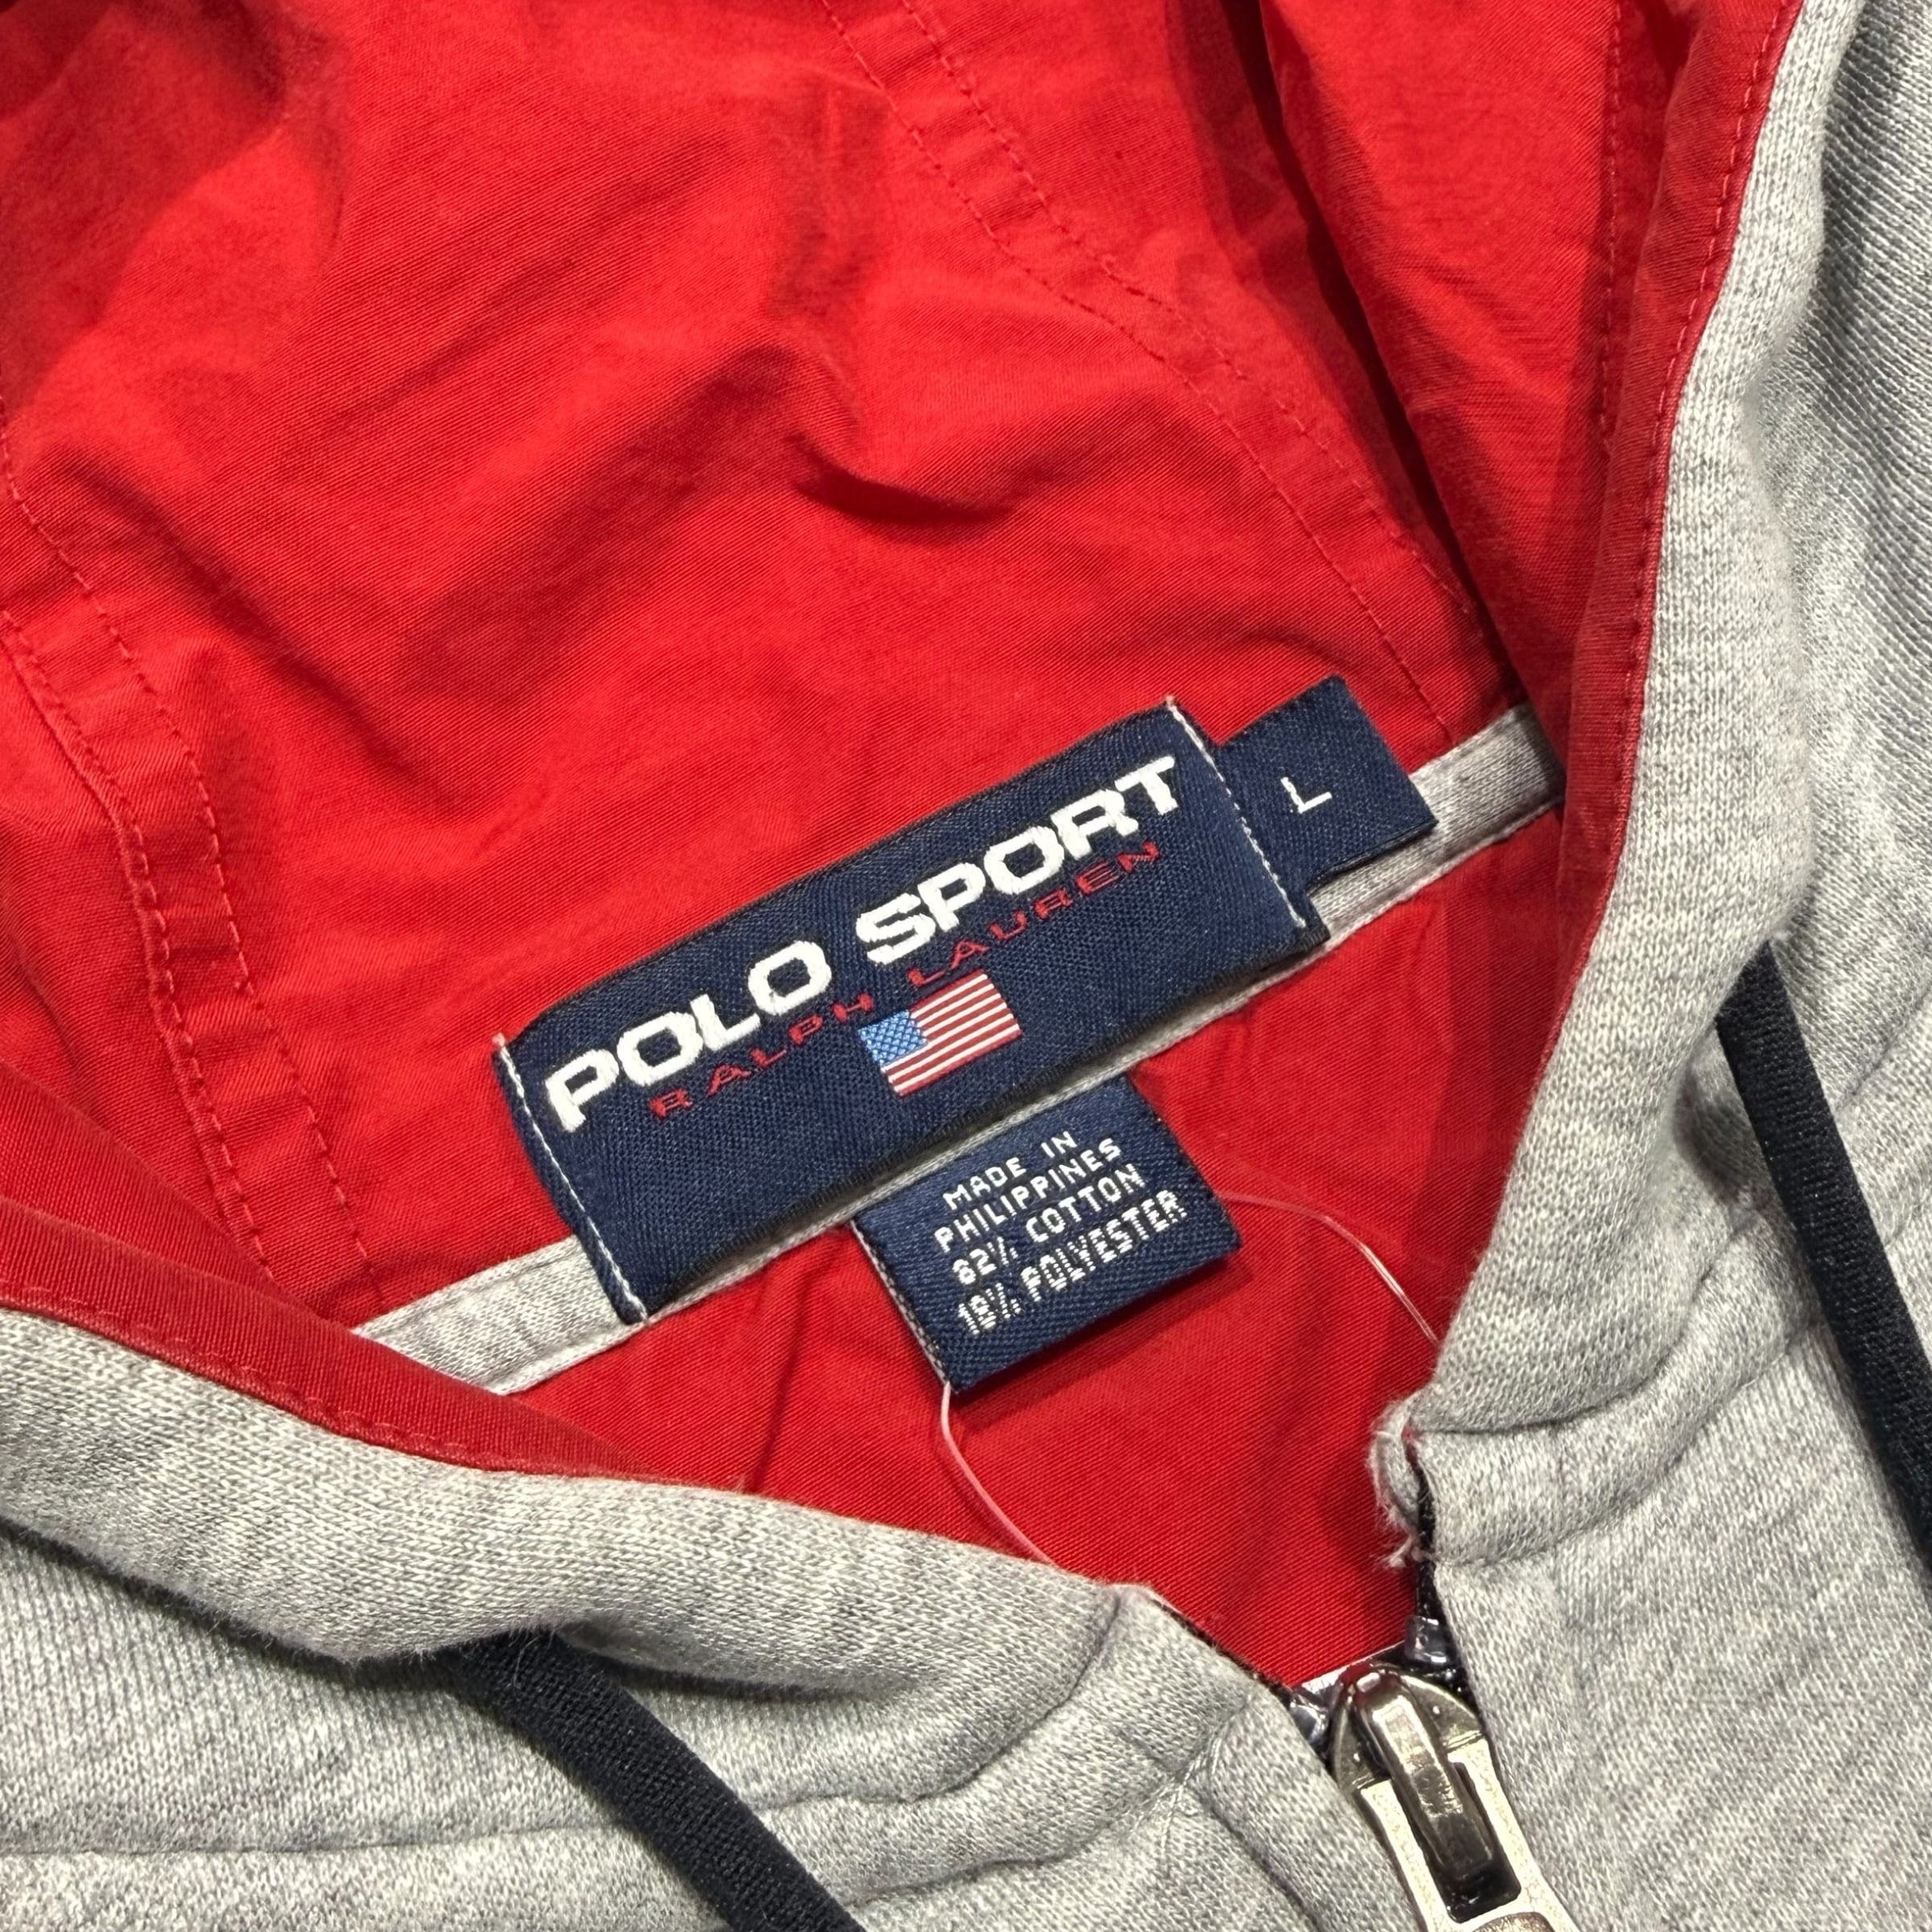 POLO SPORT
RALPH LAUREN
L
MADE IN
PHILIPPINES
82% COTTON
18% POLYESTER